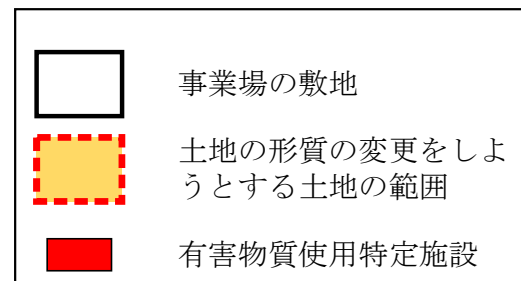 事業場の敷地
土地の形質の変更をしよ
うとする土地の範囲
有害物質使用特定施設